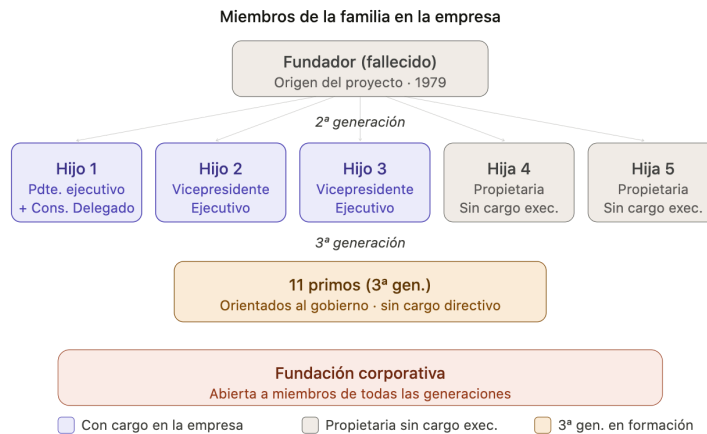 Miembros de la familia en la empresa
Fundador (fallecido)
Origen del proyecto · 1979
2ª generación
Hijo 1
Pdte. ejecutivo
+ Cons. Delegado
Hijo 2
Vicepresidente
Ejecutivo
Hijo 3
Vicepresidente
Ejecutivo
Hija 4
Propietaria
Sin cargo exec.
Hija 5
Propietaria
Sin cargo exec.
3ª generación
11 primos (3ª gen.)
Orientados al gobierno · sin cargo directivo
Fundación corporativa
Abierta a miembros de todas las generaciones
Con cargo en la empresa
Propietaria sin cargo exec.
3ª gen. en formación